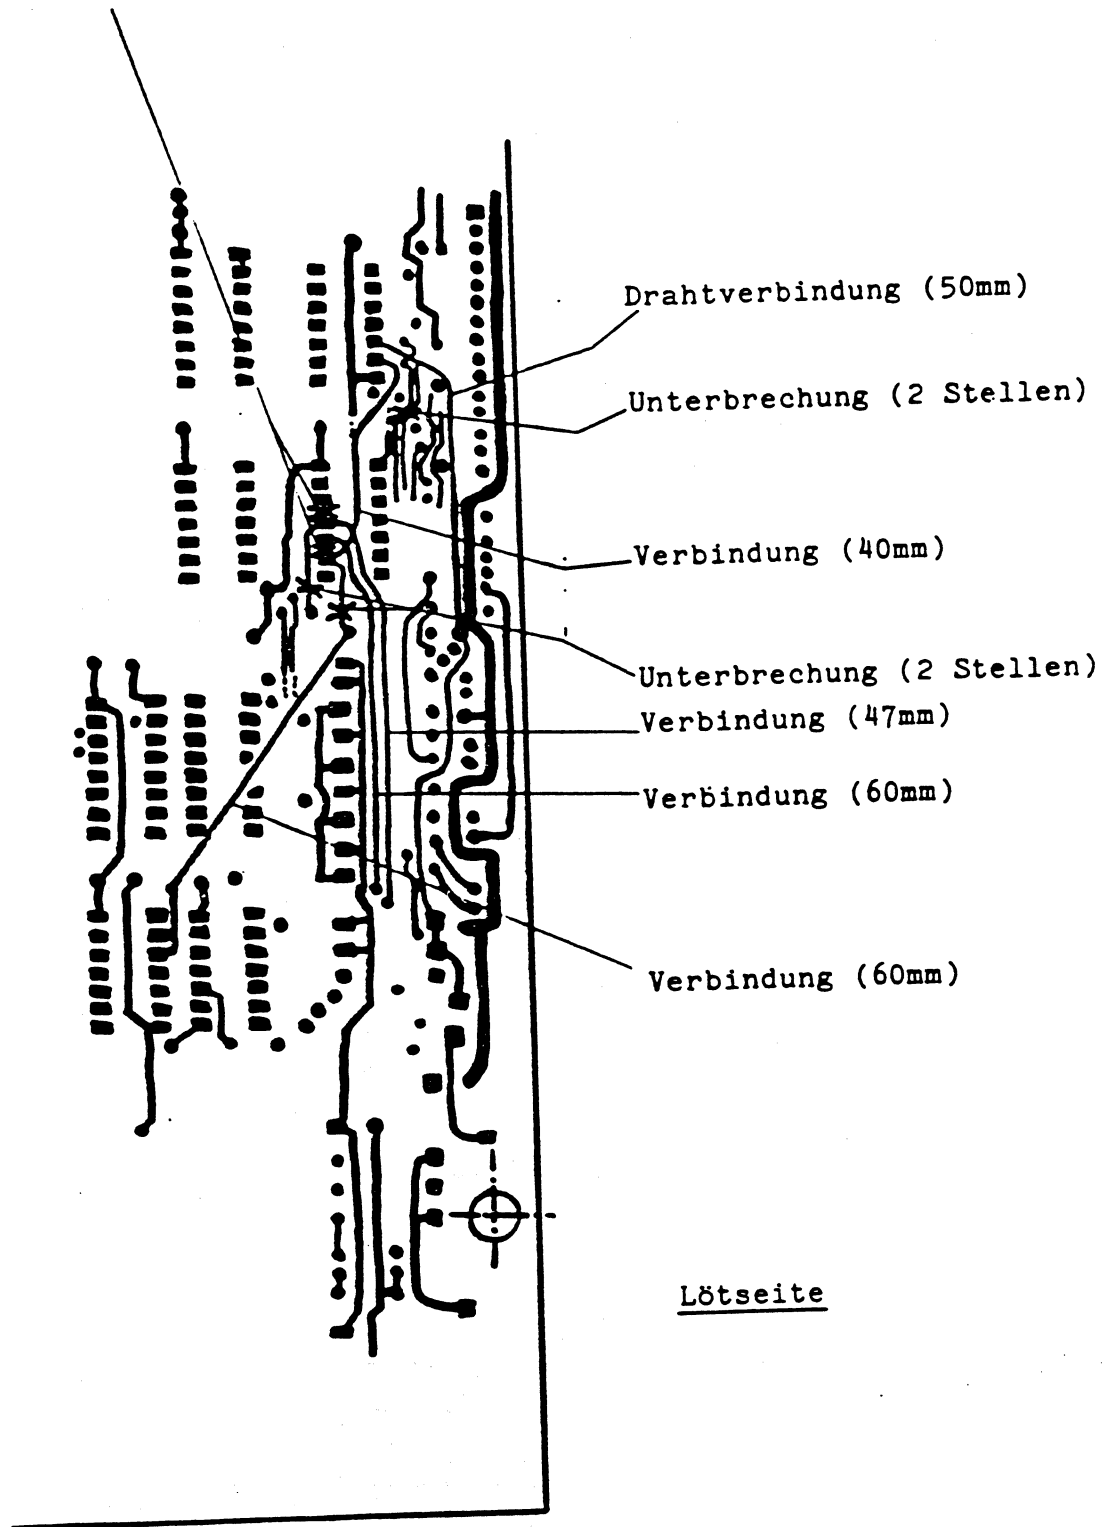 Drahtverbindung (50mm)
Unterbrechung (2 Stellen)
Verbindung (40mm)
Unterbrechung (2 Stellen)
Verbindung (47mm)
Verbindung (60mm)
Verbindung (60mm)
Lötseite